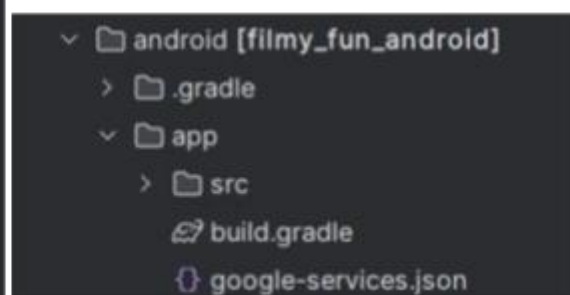 android [filmy_fun_android]
.gradle
app
src
build.gradle
google-services.json